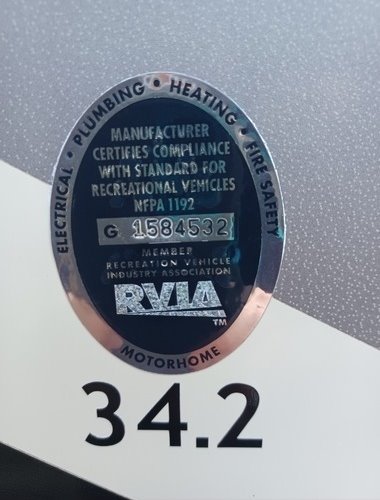 ELECTRICAL • PLUMBING • HEATING • FIRE SAFETY
MANUFACTURER
CERTIFIES COMPLIANCE
WITH STANDARD FOR
RECREATIONAL VEHICLES
NFPA 1192
G 1584532
MEMBER
RECREATION VEHICLE
INDUSTRY ASSOCIATION
RVIA TM
MOTORHOME
34.2